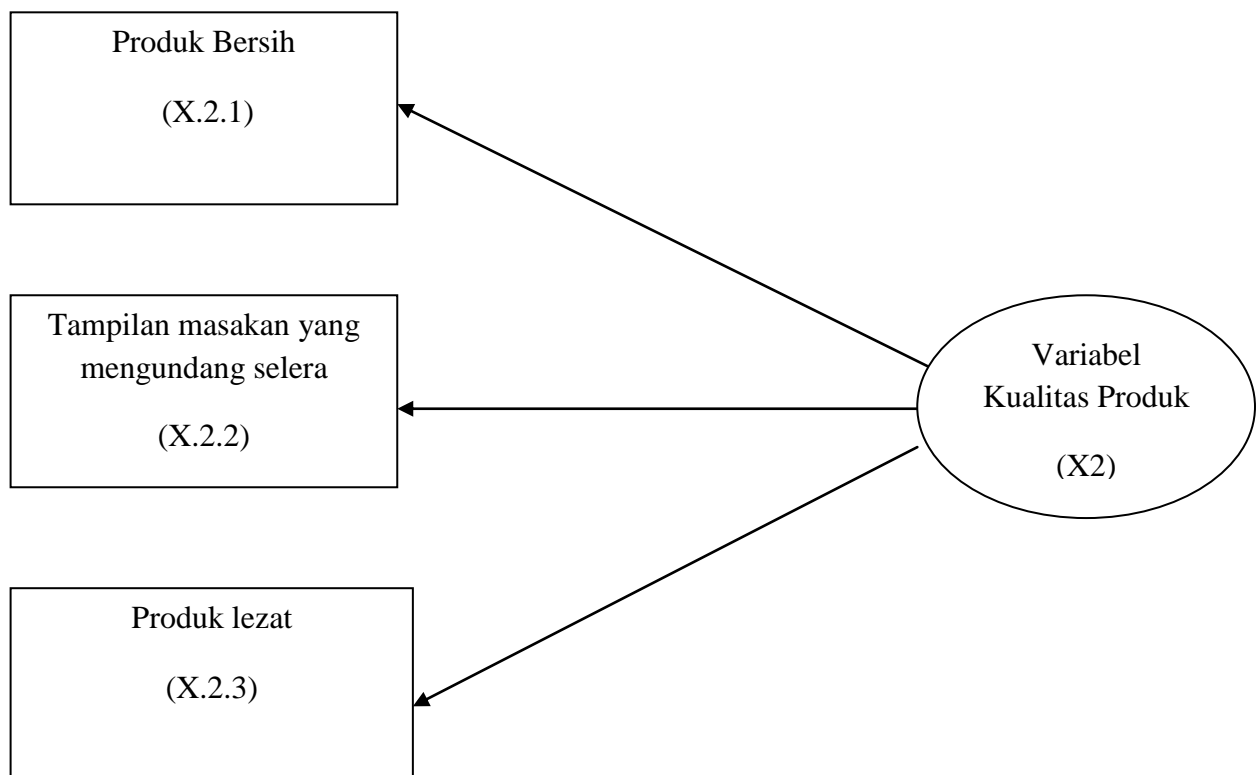 Produk Bersih
(X.2.1)
Tampilan masakan yang
mengundang selera
(X.2.2)
Variabel
Kualitas Produk
(X2)
Produk lezat
(X.2.3)